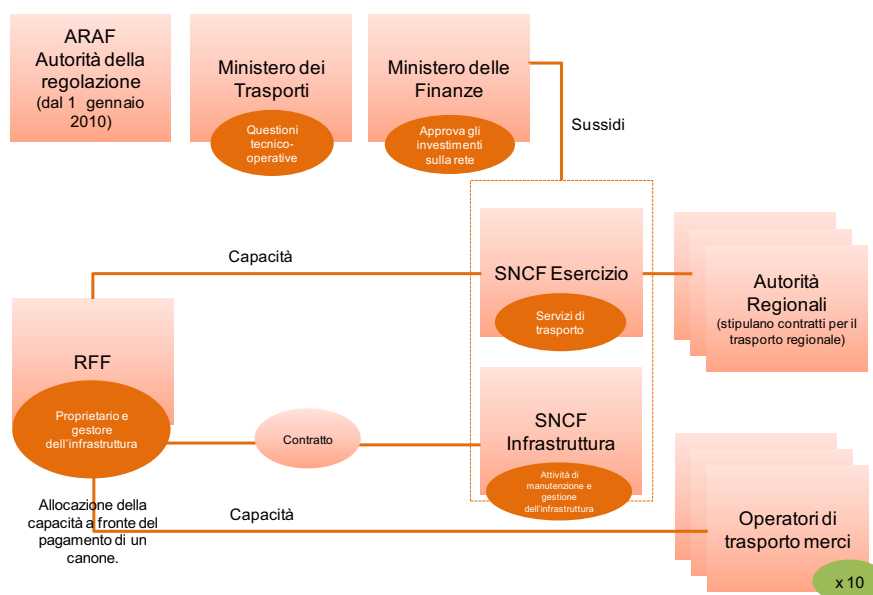 ARAF
Autorità della
regolazione
(dal 1 gennaio
2010)
Ministero dei
Trasporti
Questioni
tecnico-
operative
Ministero delle
Finanze
Approva gli
investimenti
sulla rete
Sussidi
Capacità
SNCF Esercizio
Servizi di
trasporto
Autorità
Regionali
(stipulano contratti per il
trasporto regionale)
RFF
Proprietario e
gestore
dell'infrastruttura
Contratto
SNCF
Infrastruttura
Attività di
manutenzione e
gestione
dell'infrastruttura
Allocazione della
capacità a fronte del
pagamento di un
canone.
Capacità
Operatori di
trasporto merci
x 10